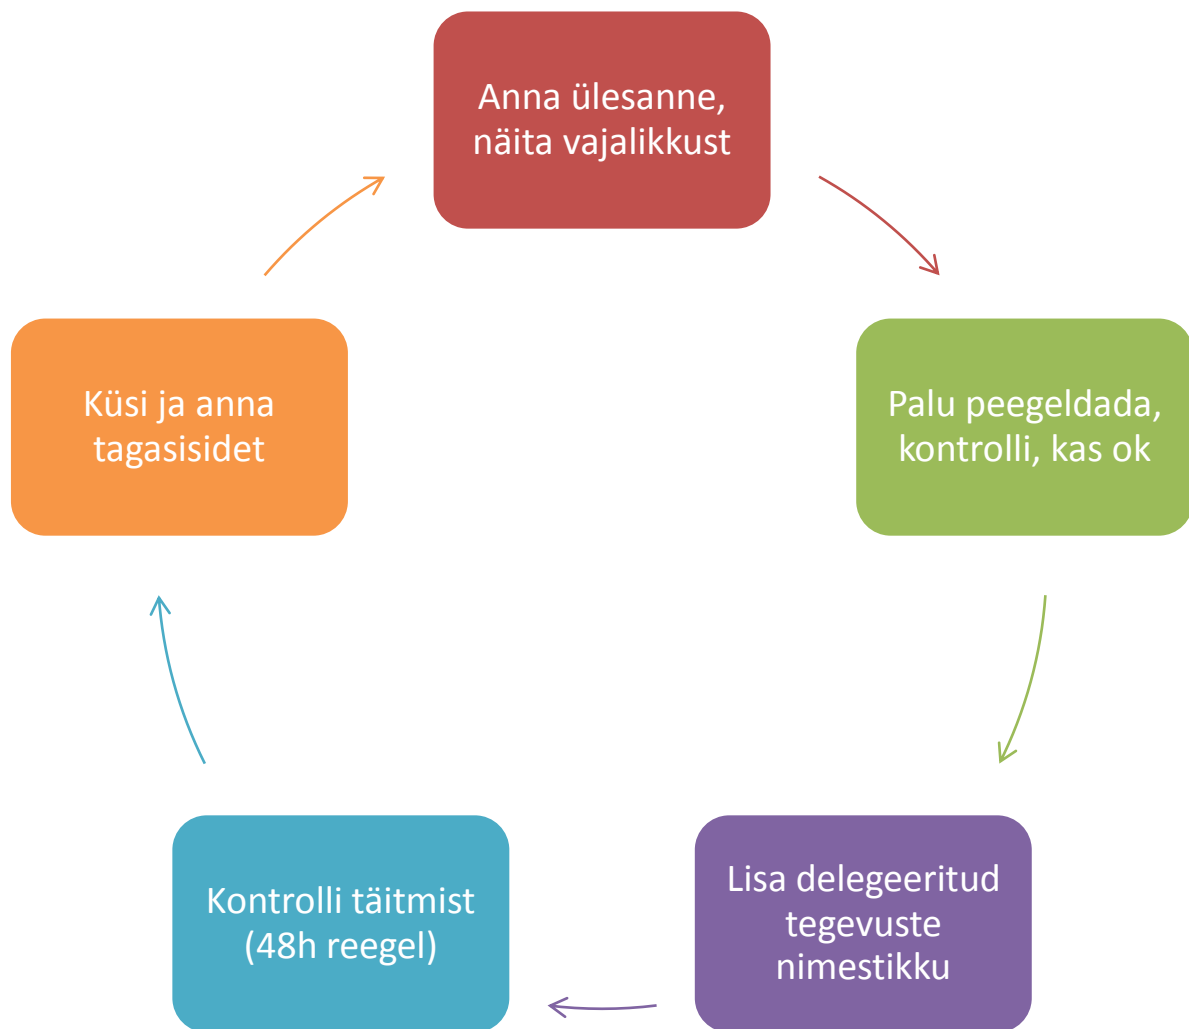 Anna ülesanne,
näita vajalikkust
Palu peegeldada,
kontrolli, kas ok
Lisa delegeeritud
tegevuste
nimestikku
Kontrolli täitmist
(48h reegel)
Küsi ja anna
tagasisidet